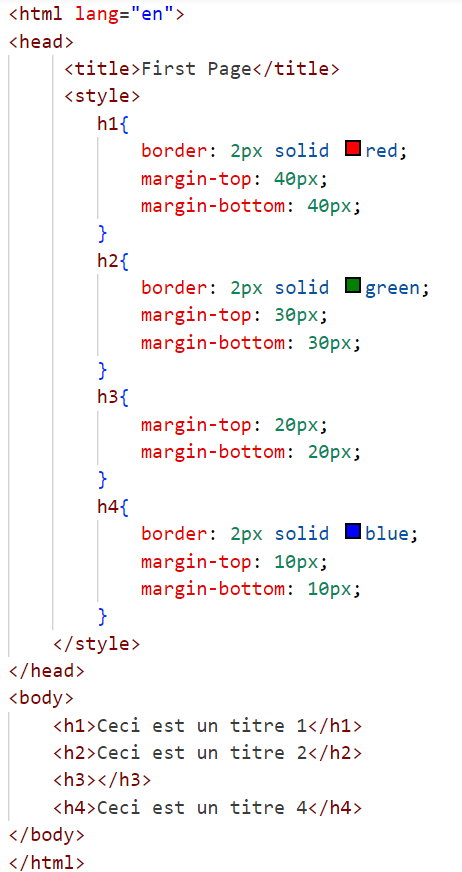 <html lang="en">
<head>
<title>First Page</title>
<style>
h1{
border: 2px solid red;
margin-top: 40px;
margin-bottom: 40px;
}
h2{
border: 2px solid green;
margin-top: 30px;
margin-bottom: 30px;
}
h3{
margin-top: 20px;
margin-bottom: 20px;
}
h4{
border: 2px solid blue;
margin-top: 10px;
margin-bottom: 10px;
}
</style>
</head>
<body>
<h1>Ceci est un titre 1</h1>
<h2>Ceci est un titre 2</h2>
<h3></h3>
<h4>Ceci est un titre 4</h4>
</body>
</html>